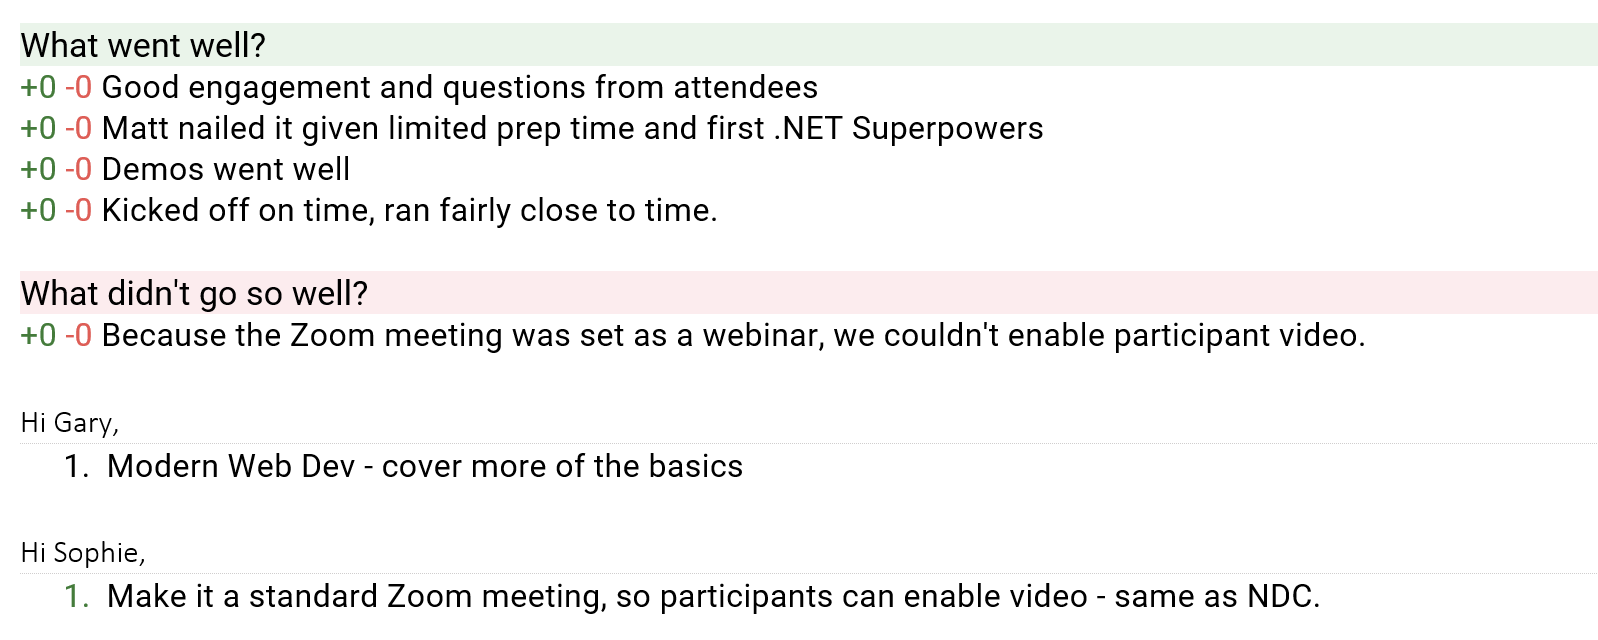 What went well?
+0 -0 Good engagement and questions from attendees
+0 -0 Matt nailed it given limited prep time and first .NET Superpowers
+0 -0 Demos went well
+0 -0 Kicked off on time, ran fairly close to time.
What didn't go so well?
+0 -0 Because the Zoom meeting was set as a webinar, we couldn't enable participant video.
Hi Gary,
1. Modern Web Dev - cover more of the basics
Hi Sophie,
1. Make it a standard Zoom meeting, so participants can enable video - same as NDC.